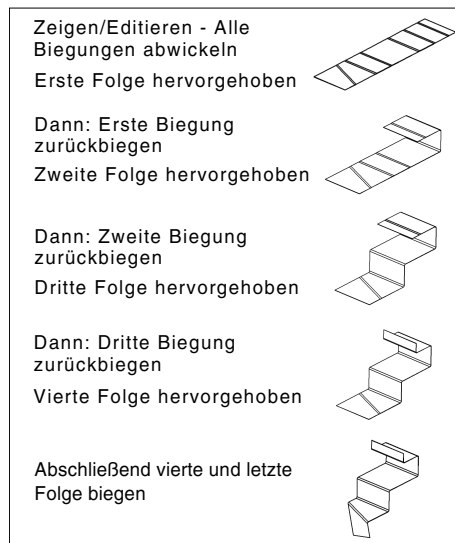 Zeigen/Editieren - Alle
Biegungen abwickeln
Erste Folge hervorgehoben
Dann: Erste Biegung
zurückbiegen
Zweite Folge hervorgehoben
Dann: Zweite Biegung
zurückbiegen
Dritte Folge hervorgehoben
Dann: Dritte Biegung
zurückbiegen
Vierte Folge hervorgehoben
Abschließend vierte und letzte
Folge biegen